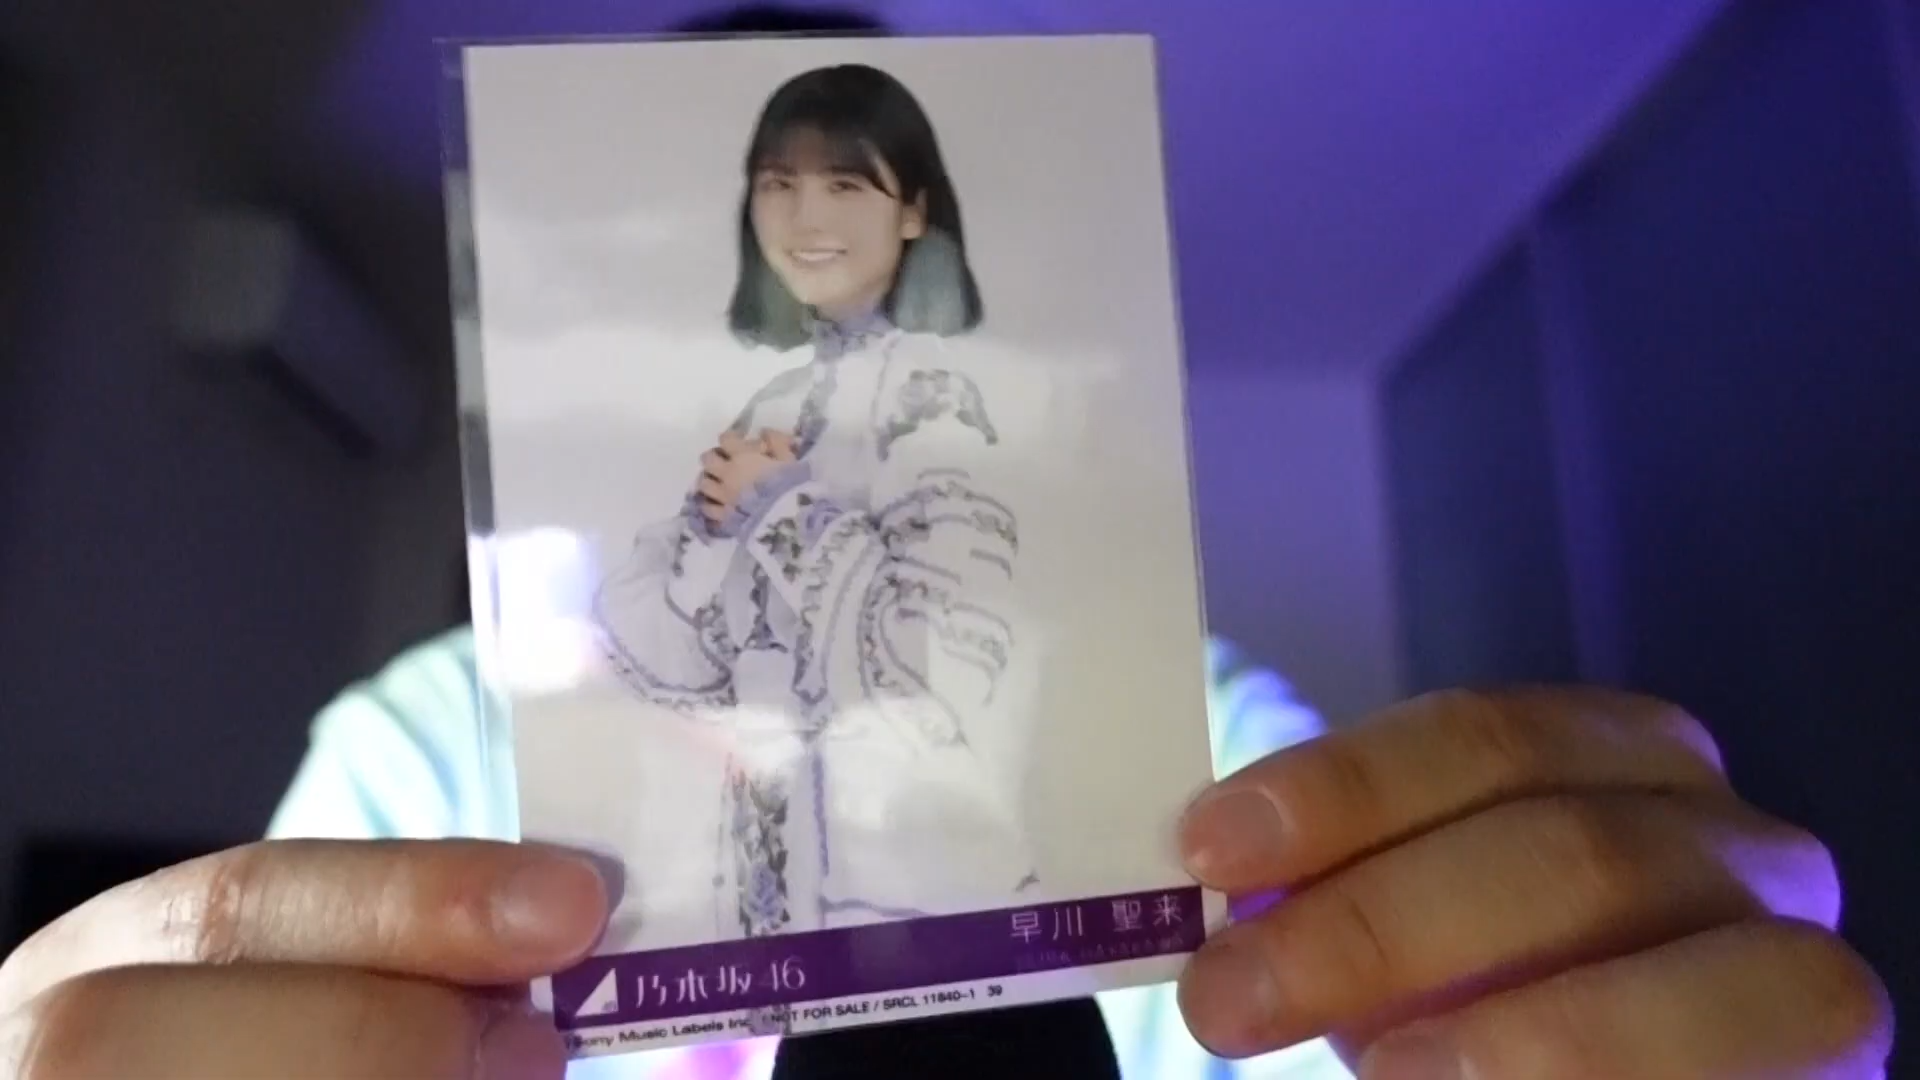 早川 聖来
乃木坂46
Sony Music Labels Inc. / NOT FOR SALE / SRCL 11840-1 39